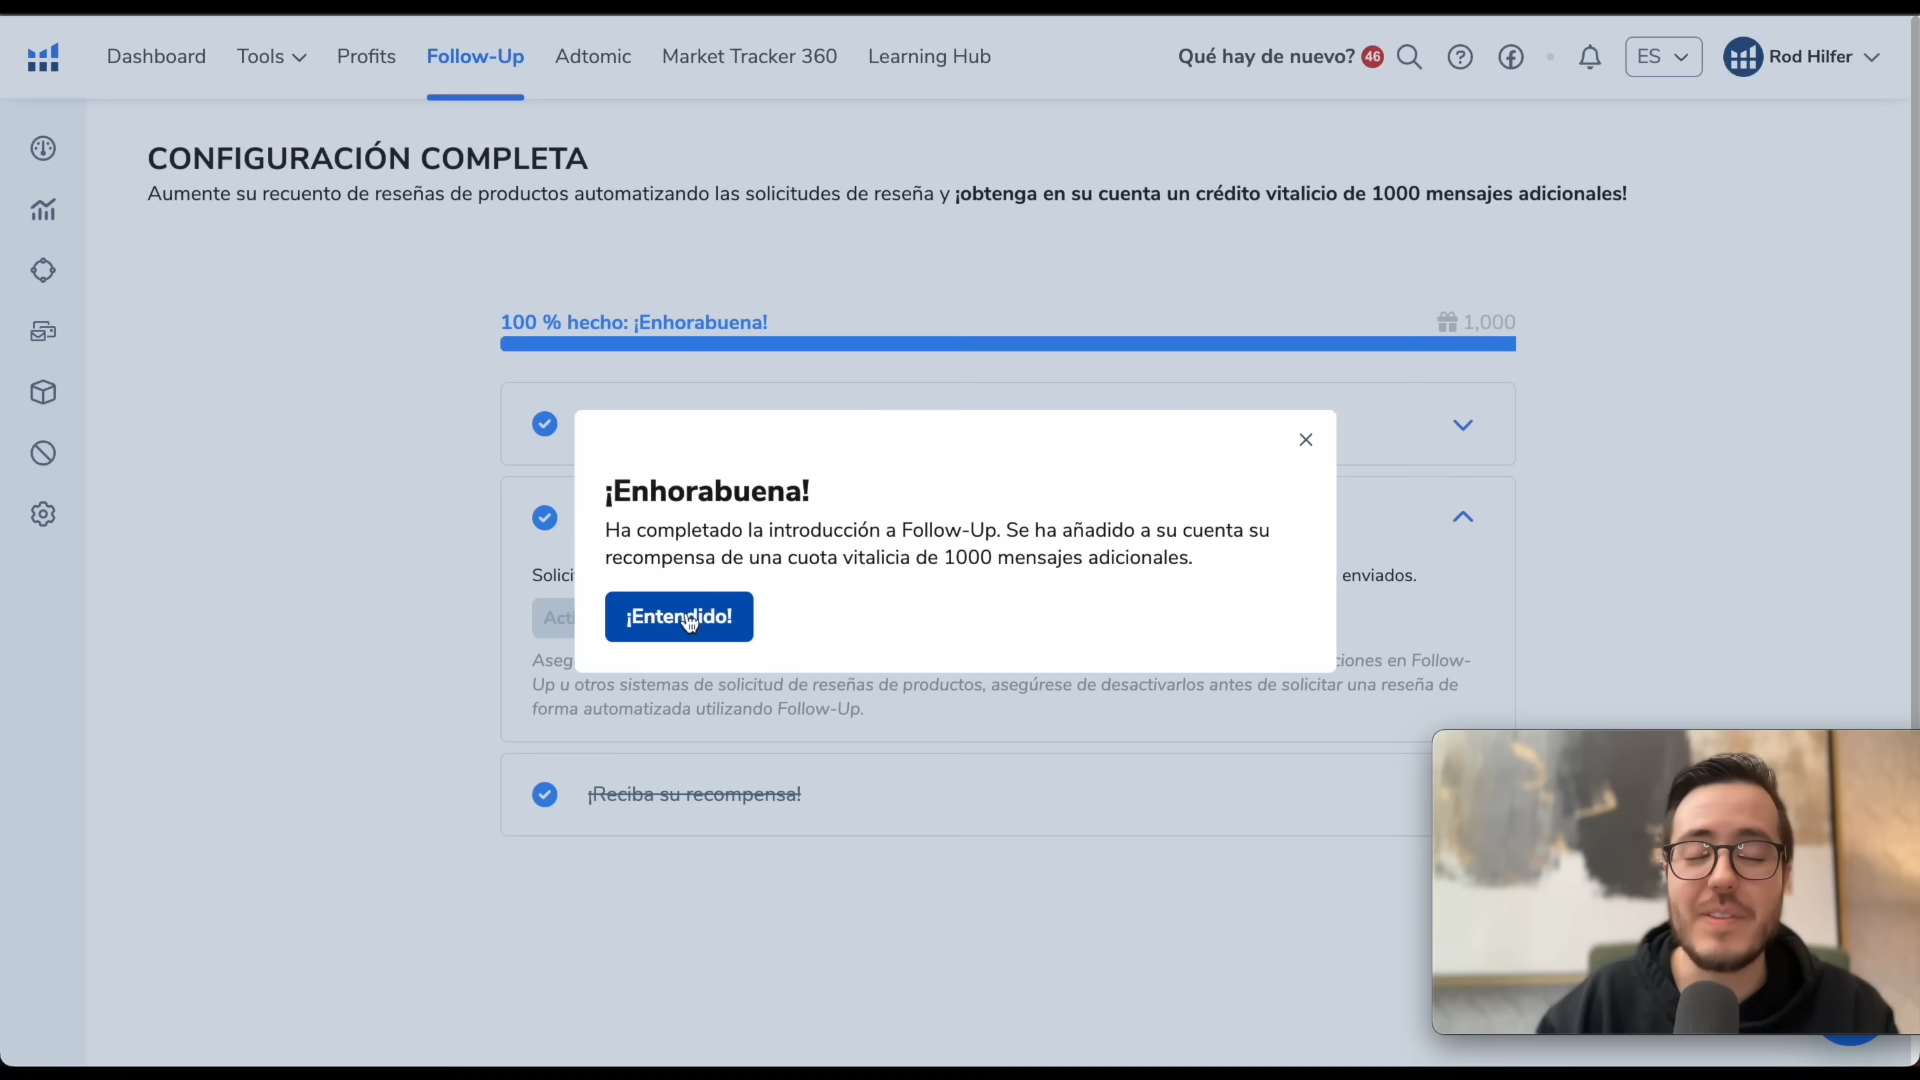 Dashboard Tools Profits Follow-Up Adtomic Market Tracker 360 Learning Hub Qué hay de nuevo? 46 ES Rod Hilfer
CONFIGURACIÓN COMPLETA
Aumente su recuento de reseñas de productos automatizando las solicitudes de reseña y ¡obtenga en su cuenta un crédito vitalicio de 1000 mensajes adicionales!
100 % hecho: ¡Enhorabuena! 1,000
¡Enhorabuena!
Ha completado la introducción a Follow-Up. Se ha añadido a su cuenta su
recompensa de una cuota vitalicia de 1000 mensajes adicionales.
enviados.
¡Entendido!
en Follow-
Up u otros sistemas de solicitud de reseñas de productos, asegúrese de desactivarlos antes de solicitar una reseña de
forma automatizada utilizando Follow-Up.
¡Reciba su recompensa!